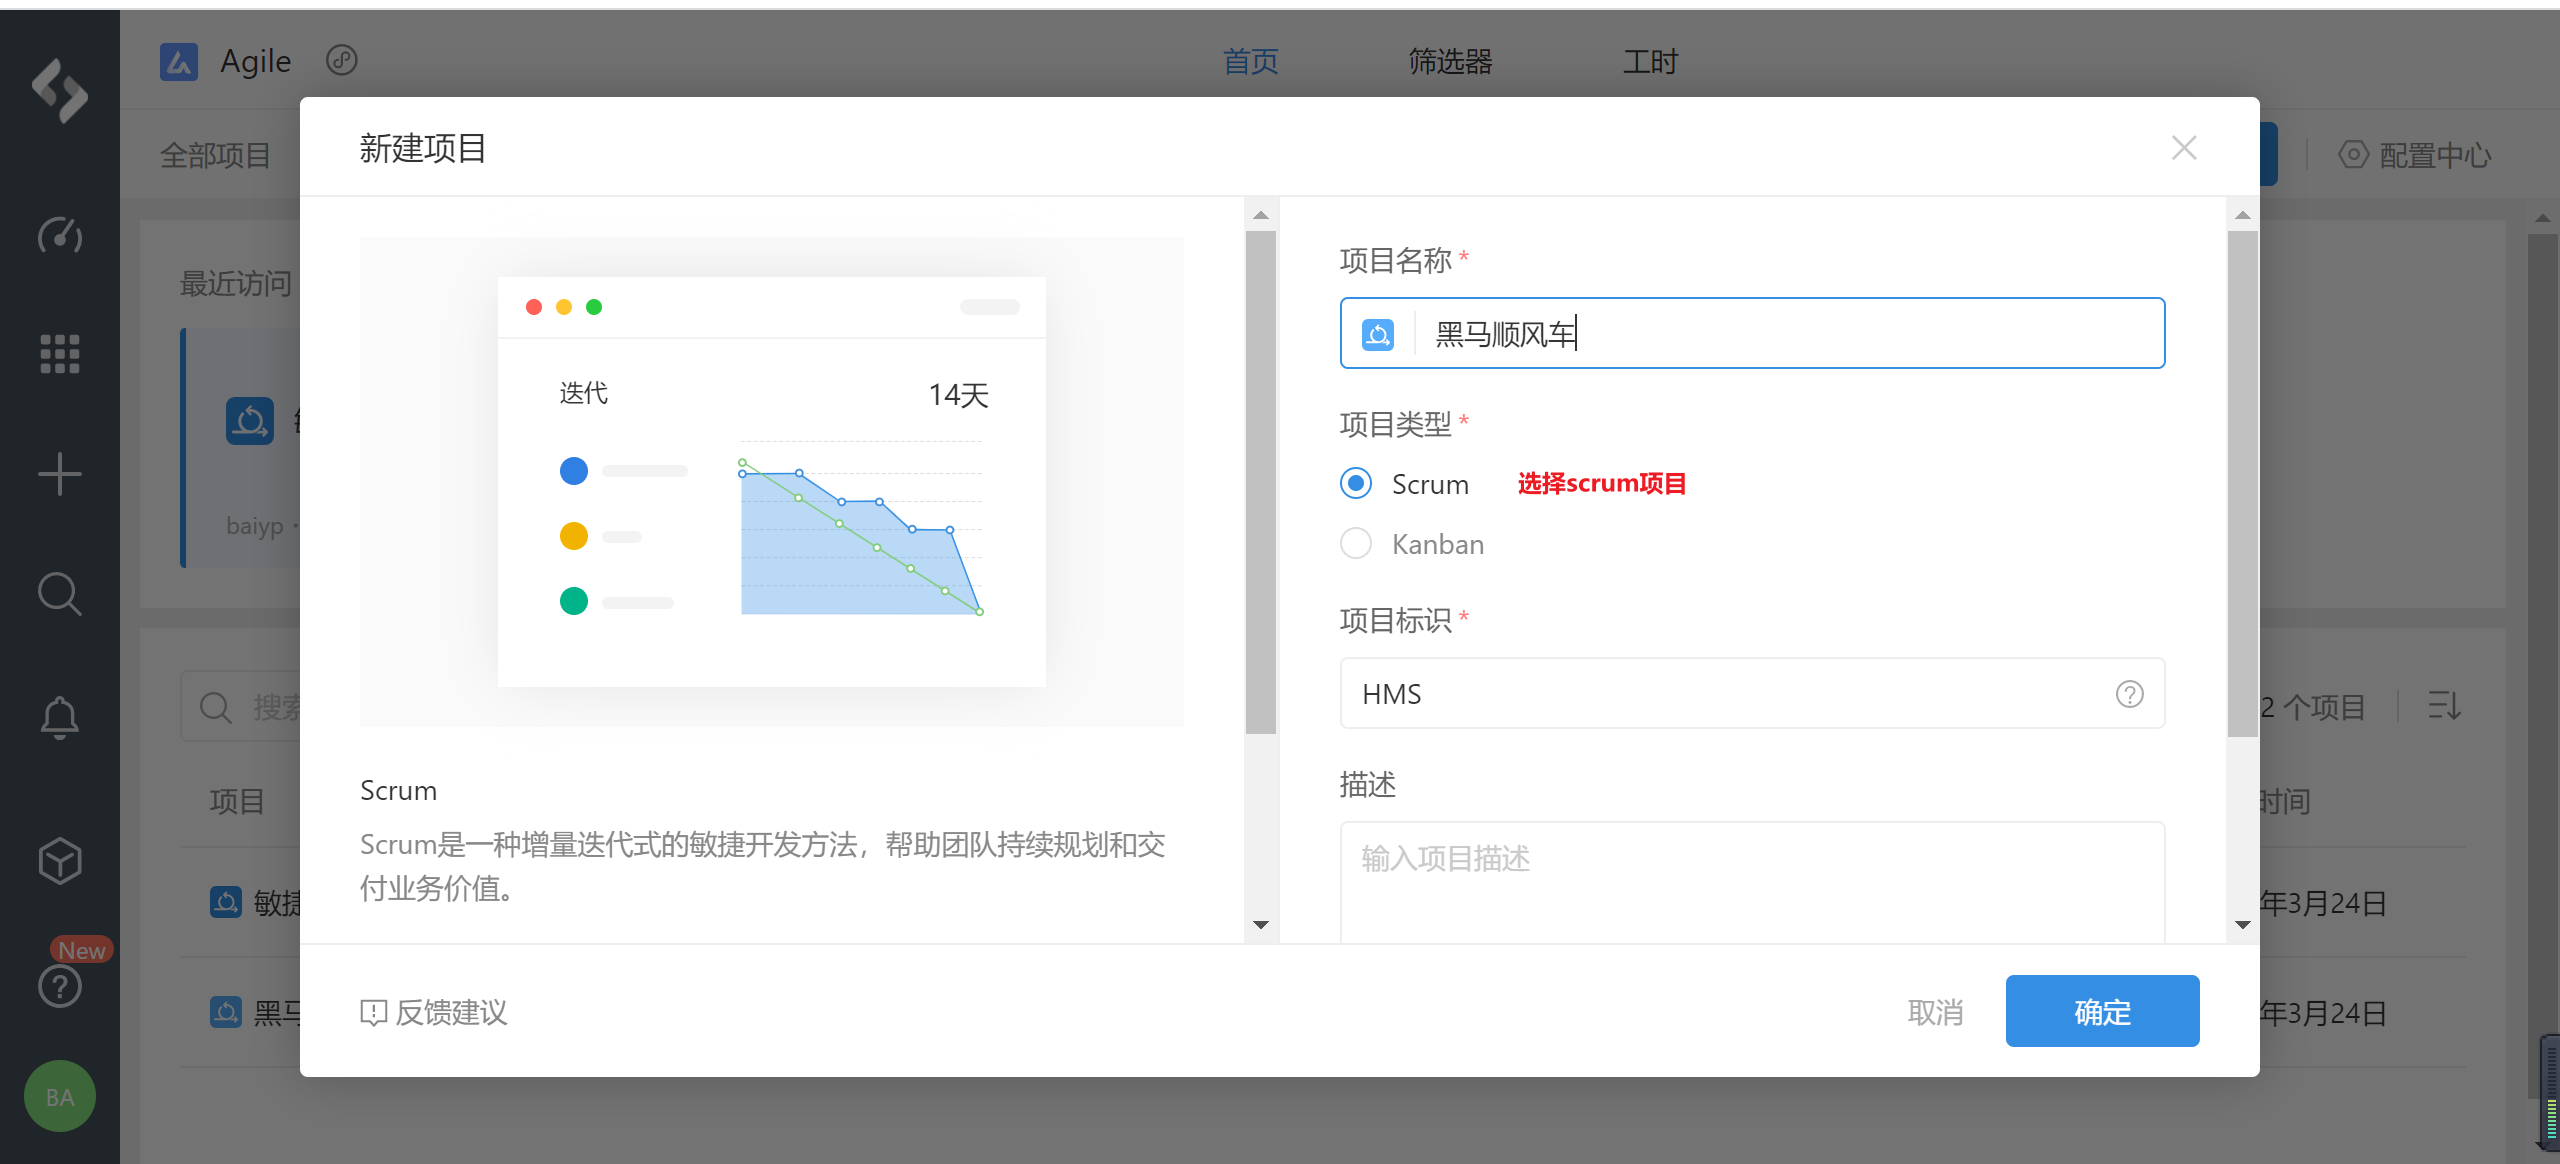 Agile
首页
筛选器
工时
全部项目
配置中心
最近访问
baiyp ·
搜索
2 个项目
项目
时间
敏捷
年3月24日
黑马
年3月24日
New
BA
新建项目
迭代
14天
Scrum
Scrum是一种增量迭代式的敏捷开发方法，帮助团队持续规划和交
付业务价值。
项目名称 *
黑马顺风车
项目类型 *
Scrum
选择scrum项目
Kanban
项目标识 *
HMS
描述
输入项目描述
反馈建议
取消
确定